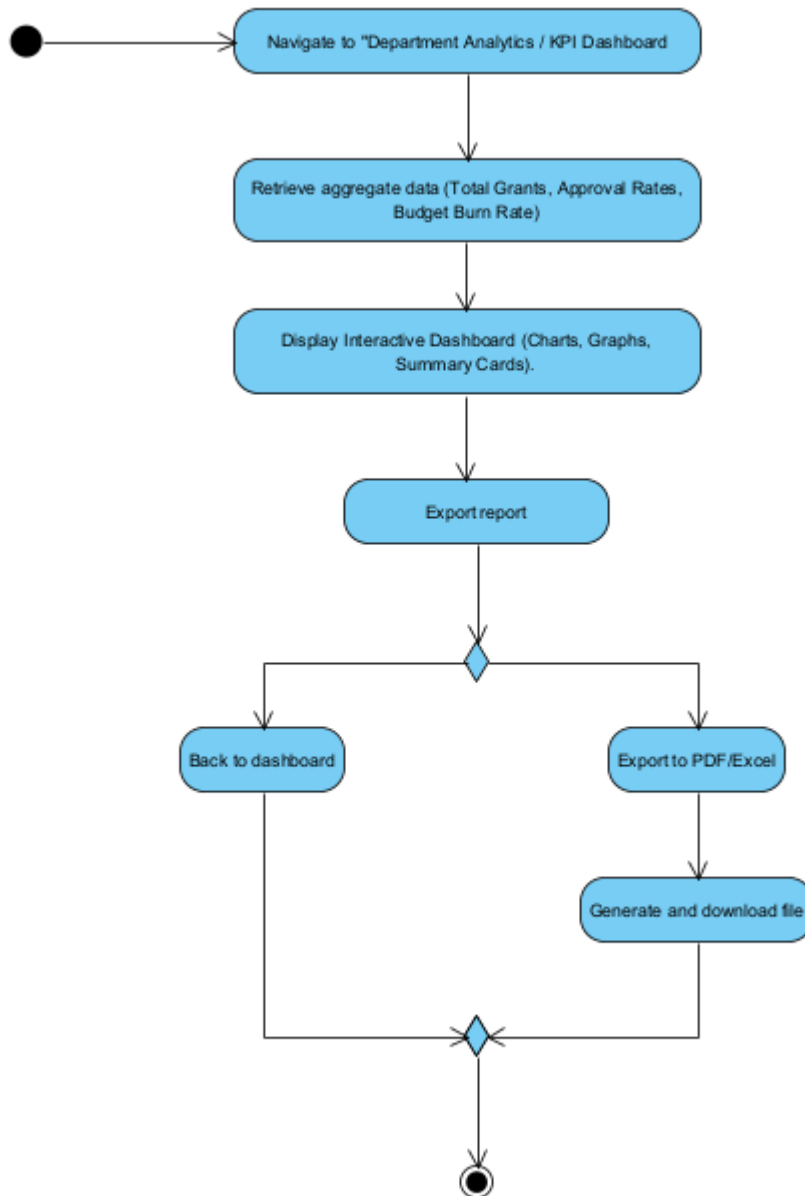 Navigate to "Department Analytics / KPI Dashboard
Retrieve aggregate data (Total Grants, Approval Rates,
Budget Burn Rate)
Display Interactive Dashboard (Charts, Graphs,
Summary Cards).
Export report
Back to dashboard
Export to PDF/Excel
Generate and download file